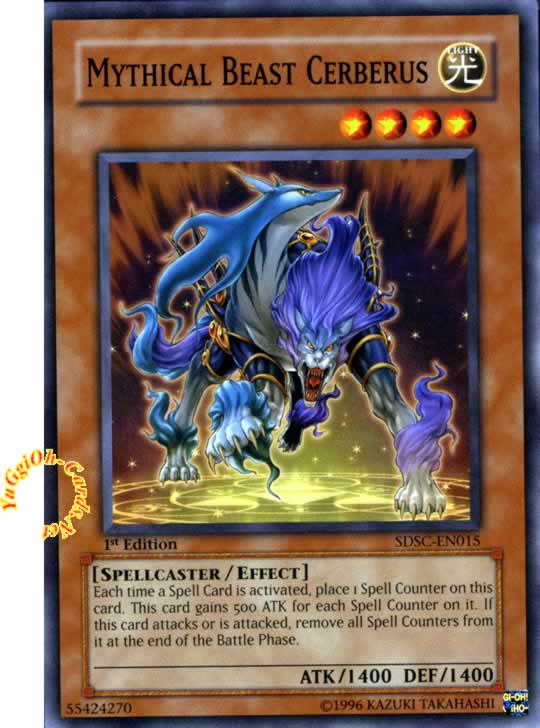 MYTHICAL BEAST CERBERUS
LIGHT
光
1st Edition
SDSC-EN015
[SPELLCASTER / EFFECT]
Each time a Spell Card is activated, place 1 Spell Counter on this
card. This card gains 500 ATK for each Spell Counter on it. If
this card attacks or is attacked, remove all Spell Counters from
it at the end of the Battle Phase.
ATK/1400 DEF/1400
55424270
©1996 KAZUKI TAKAHASHI
YuGgiOh-Cards.Net